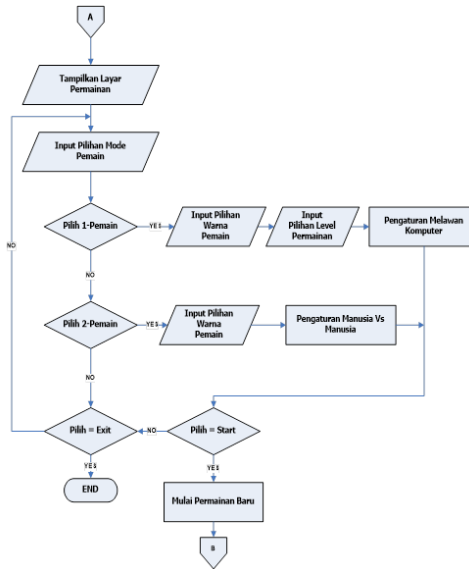 A
Tampilkan Layar
Permainan
Input Pilihan Mode
Pemain
Pilih 1-Pemain
YES
Input Pilihan
Warna
Pemain
Input
Pilihan Level
Permainan
Pengaturan Melawan
Komputer
NO
NO
Pilih 2-Pemain
YES
Input Pilihan
Warna
Pemain
Pengaturan Manusia Vs
Manusia
NO
Pilih = Exit
NO
Pilih = Start
YES
YES
END
Mulai Permainan Baru
B